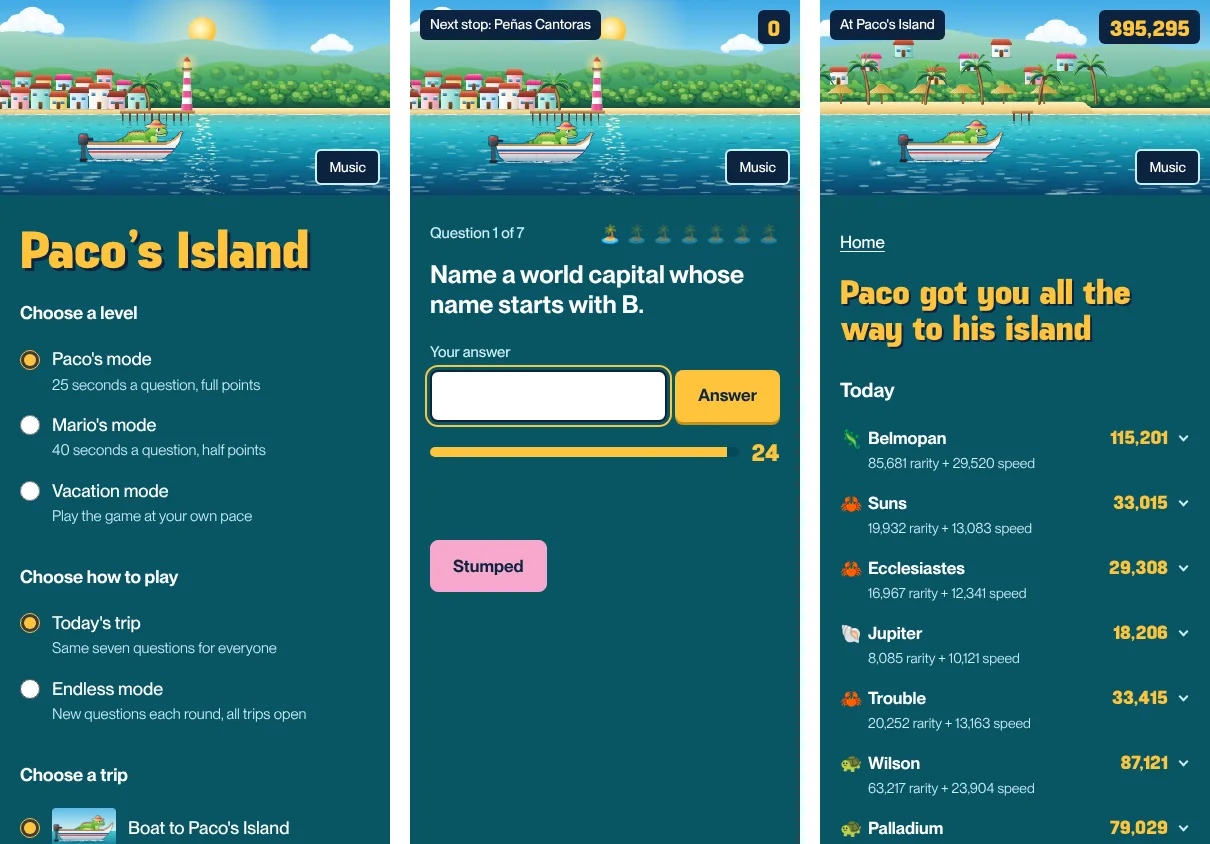 Music
Paco's Island
Choose a level
Paco's mode
25 seconds a question, full points
Mario's mode
40 seconds a question, half points
Vacation mode
Play the game at your own pace
Choose how to play
Today's trip
Same seven questions for everyone
Endless mode
New questions each round, all trips open
Choose a trip
Boat to Paco's Island
Next stop: Peñas Cantoras
0
Music
Question 1 of 7
Name a world capital whose
name starts with B.
Your answer
Answer
24
Stumped
At Paco's Island
395,295
Music
Home
Paco got you all the
way to his island
Today
Belmopan 115,201
85,681 rarity + 29,520 speed
Suns 33,015
19,932 rarity + 13,083 speed
Ecclesiastes 29,308
16,967 rarity + 12,341 speed
Jupiter 18,206
8,085 rarity + 10,121 speed
Trouble 33,415
20,252 rarity + 13,163 speed
Wilson 87,121
63,217 rarity + 23,904 speed
Palladium 79,029